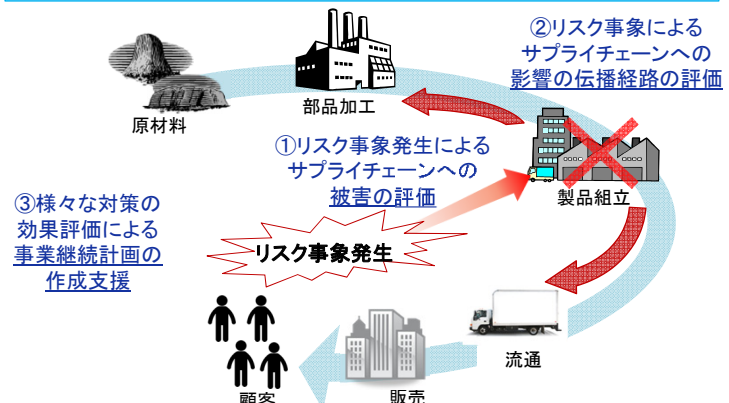 ②リスク事象による
サプライチェーンへの
影響の伝播経路の評価
部品加工
原材料
①リスク事象発生による
サプライチェーンへの
被害の評価
製品組立
③様々な対策の
効果評価による
事業継続計画の
作成支援
リスク事象発生
流通
販売
顧客